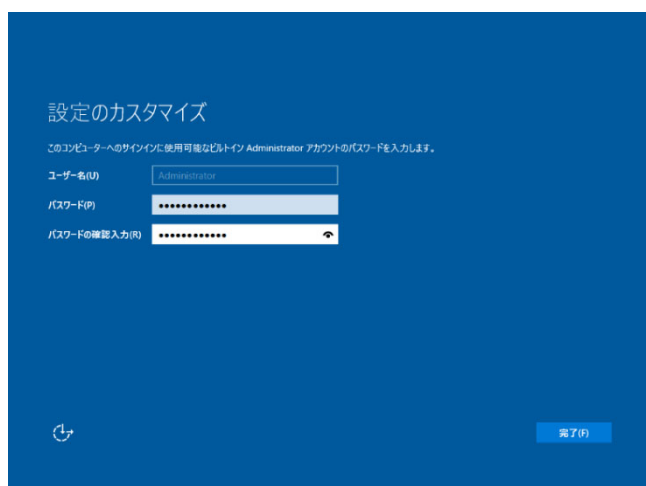 設定のカスタマイズ
このコンピューターへのサインインに使用可能なビルトイン Administrator アカウントのパスワードを入力します。
ユーザー名(U)
Administrator
パスワード(P)
••••••••••••
パスワードの確認入力(R)
••••••••••••
完了(F)